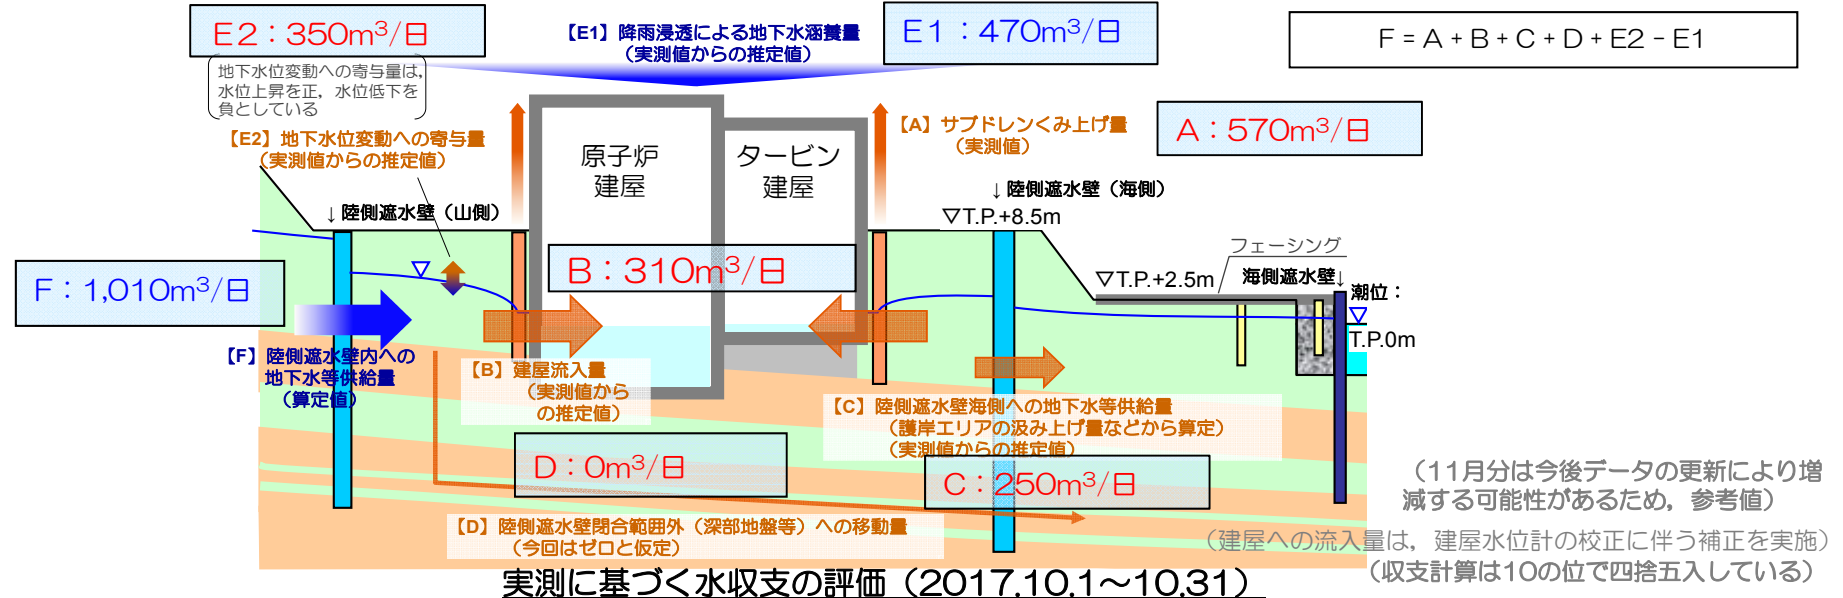 E2：350m³/日
【E1】降雨浸透による地下水涵養量
（実測値からの推定値）
E1：470m³/日
F = A + B + C + D + E2 − E1
地下水位変動への寄与量は，
水位上昇を正，水位低下を
負としている
【E2】地下水位変動への寄与量
（実測値からの推定値）
【A】サブドレンくみ上げ量
（実測値）
A：570m³/日
原子炉
建屋
タービン
建屋
↓陸側遮水壁（山側）
↓陸側遮水壁（海側）
▽T.P.+8.5m
フェーシング
▽T.P.+2.5m
海側遮水壁↓
潮位：
▽
T.P.0m
▽
F：1,010m³/日
B：310m³/日
【F】陸側遮水壁内への
地下水等供給量
（算定値）
【B】建屋流入量
（実測値から
の推定値）
【C】陸側遮水壁海側への地下水等供給量
（護岸エリアの汲み上げ量などから算定）
（実測値からの推定値）
D：0m³/日
C：250m³/日
【D】陸側遮水壁閉合範囲外（深部地盤等）への移動量
（今回はゼロと仮定）
（11月分は今後データの更新により増
減する可能性があるため，参考値）
（建屋への流入量は，建屋水位計の校正に伴う補正を実施）
（収支計算は10の位で四捨五入している）
実測に基づく水収支の評価（2017.10.1～10.31）